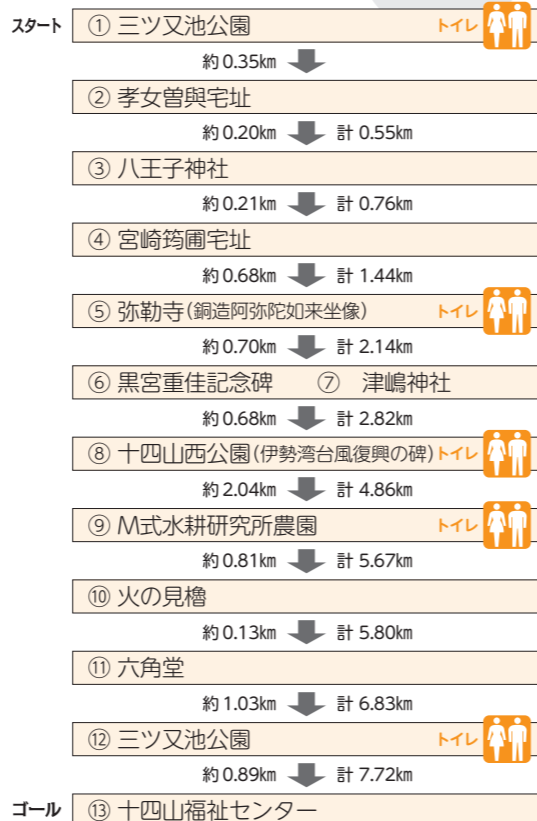 スタート ① 三ツ又池公園 トイレ
約0.35㎞
② 孝女曽與宅址
約0.20㎞ 計 0.55㎞
③ 八王子神社
約0.21㎞ 計 0.76㎞
④ 宮崎筠圃宅址
約0.68㎞ 計 1.44㎞
⑤ 弥勒寺(銅造阿弥陀如来坐像) トイレ
約0.70㎞ 計 2.14㎞
⑥ 黒宮重佳記念碑 ⑦ 津嶋神社
約0.68㎞ 計 2.82㎞
⑧ 十四山西公園(伊勢湾台風復興の碑) トイレ
約2.04㎞ 計 4.86㎞
⑨ M式水耕研究所農園 トイレ
約0.81㎞ 計 5.67㎞
⑩ 火の見櫓
約0.13㎞ 計 5.80㎞
⑪ 六角堂
約1.03㎞ 計 6.83㎞
⑫ 三ツ又池公園 トイレ
約0.89㎞ 計 7.72㎞
ゴール ⑬ 十四山福祉センター